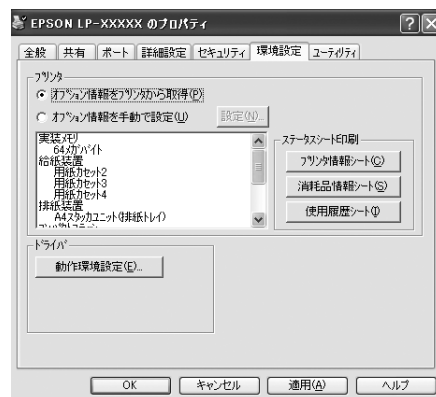 EPSON LP-XXXXX のプロパティ
全般 共有 ポート 詳細設定 セキュリティ 環境設定 ユーティリティ
プリンタ
オプション情報をプリンタから取得(P)
オプション情報を手動で設定(U) 設定(N)...
実装メモリ
64メガバイト
給紙装置
用紙カセット2
用紙カセット3
用紙カセット4
排紙装置
A4スタッカユニット(排紙トレイ)
ステータスシート印刷
プリンタ情報シート(C)
消耗品情報シート(S)
使用履歴シート(I)
ドライバ
動作環境設定(E)...
OK キャンセル 適用(A) ヘルプ